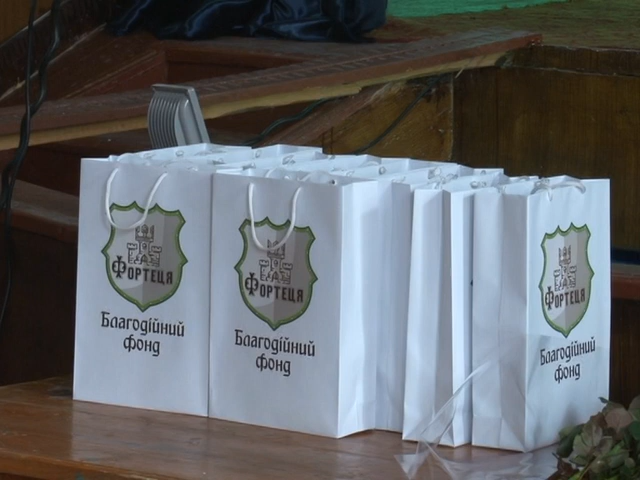 Фортеця
Благодійний
фонд
Фортеця
Благодійний
фонд
Фортеця
Благодійний
фонд